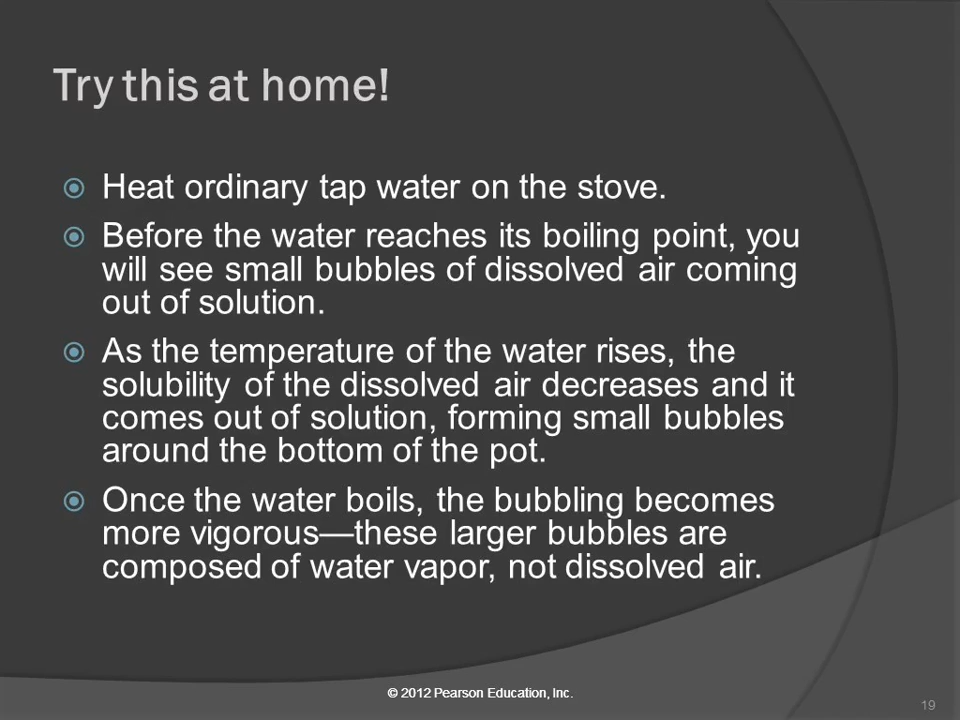 Try this at home!
Heat ordinary tap water on the stove.
Before the water reaches its boiling point, you
will see small bubbles of dissolved air coming
out of solution.
As the temperature of the water rises, the
solubility of the dissolved air decreases and it
comes out of solution, forming small bubbles
around the bottom of the pot.
Once the water boils, the bubbling becomes
more vigorous—these larger bubbles are
composed of water vapor, not dissolved air.
© 2012 Pearson Education, Inc.
19